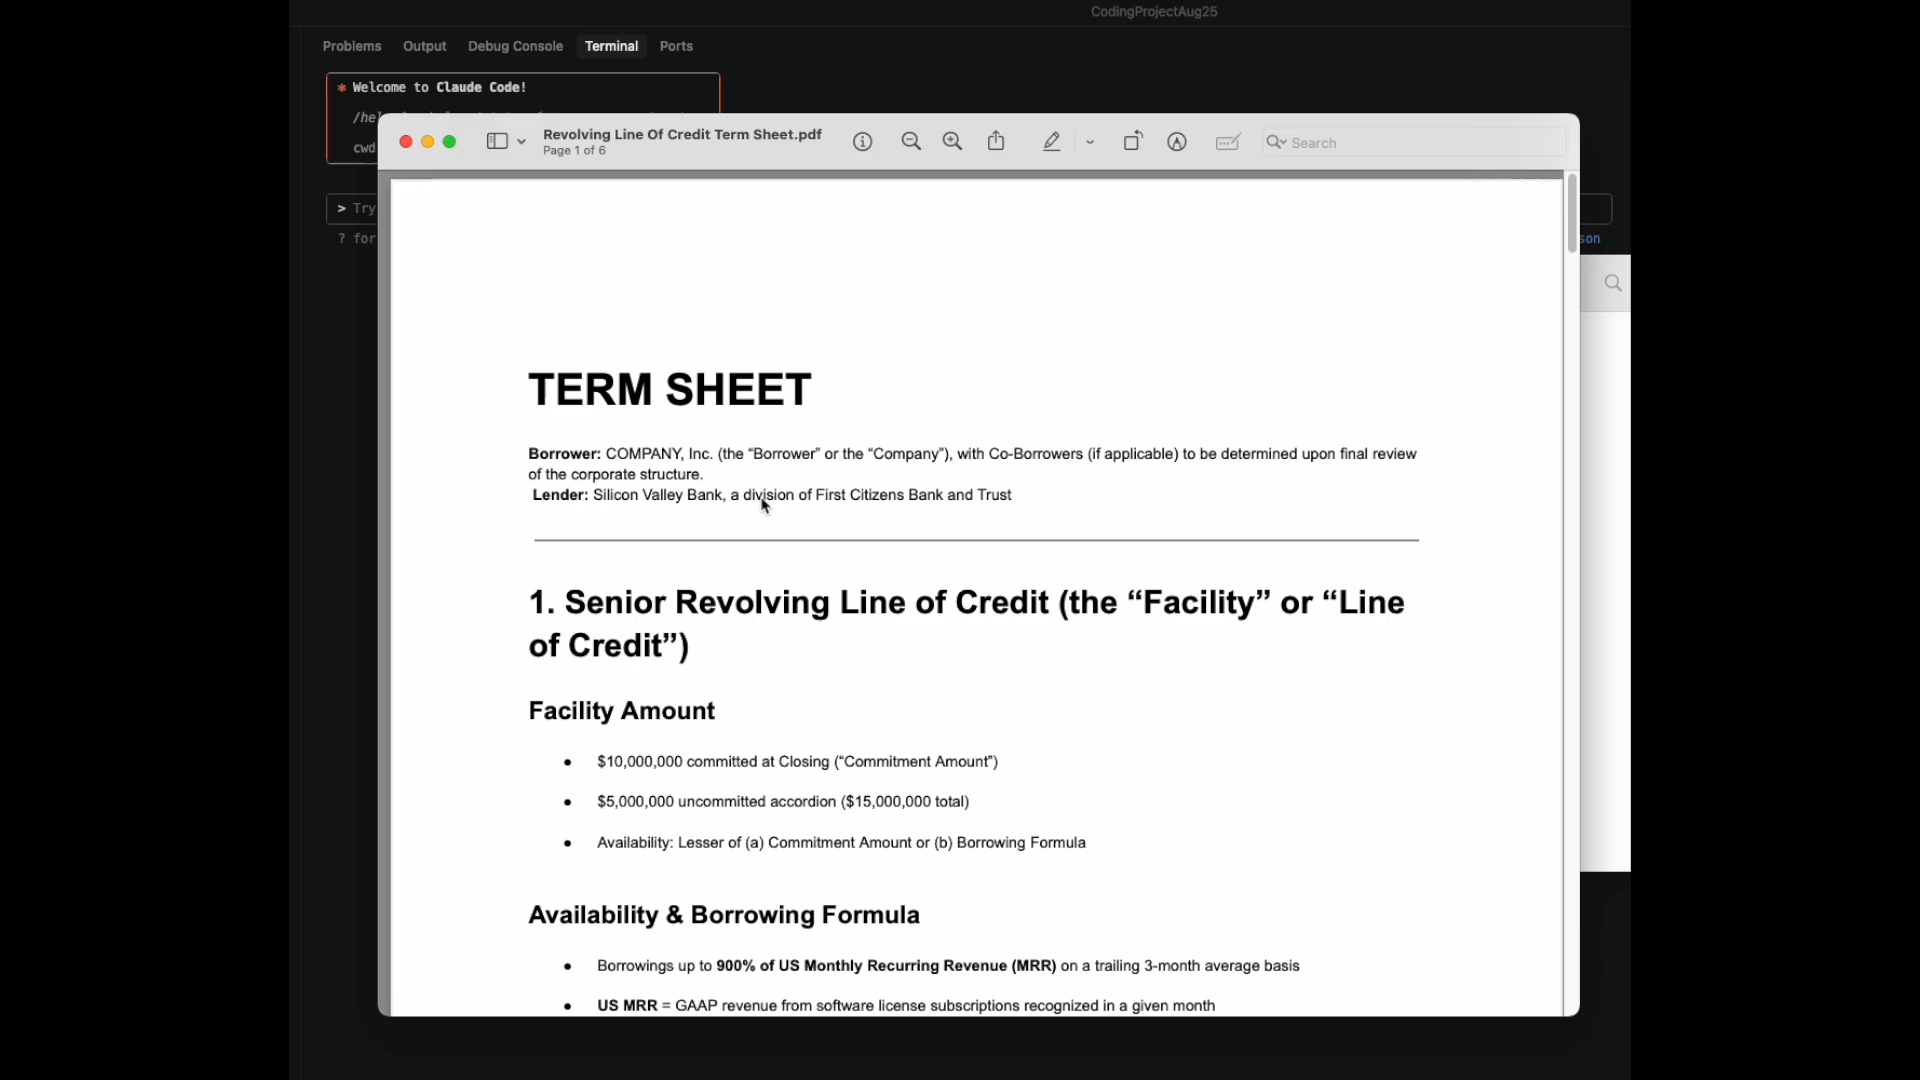 CodingProjectAug25
Problems Output Debug Console Terminal Ports
* Welcome to Claude Code!
/hel
cwd
> Try
? for
son
Revolving Line Of Credit Term Sheet.pdf
Page 1 of 6
Search
TERM SHEET
Borrower: COMPANY, Inc. (the “Borrower” or the “Company”), with Co-Borrowers (if applicable) to be determined upon final review
of the corporate structure.
Lender: Silicon Valley Bank, a division of First Citizens Bank and Trust
1. Senior Revolving Line of Credit (the “Facility” or “Line
of Credit”)
Facility Amount
● $10,000,000 committed at Closing (“Commitment Amount”)
● $5,000,000 uncommitted accordion ($15,000,000 total)
● Availability: Lesser of (a) Commitment Amount or (b) Borrowing Formula
Availability & Borrowing Formula
● Borrowings up to 900% of US Monthly Recurring Revenue (MRR) on a trailing 3-month average basis
● US MRR = GAAP revenue from software license subscriptions recognized in a given month